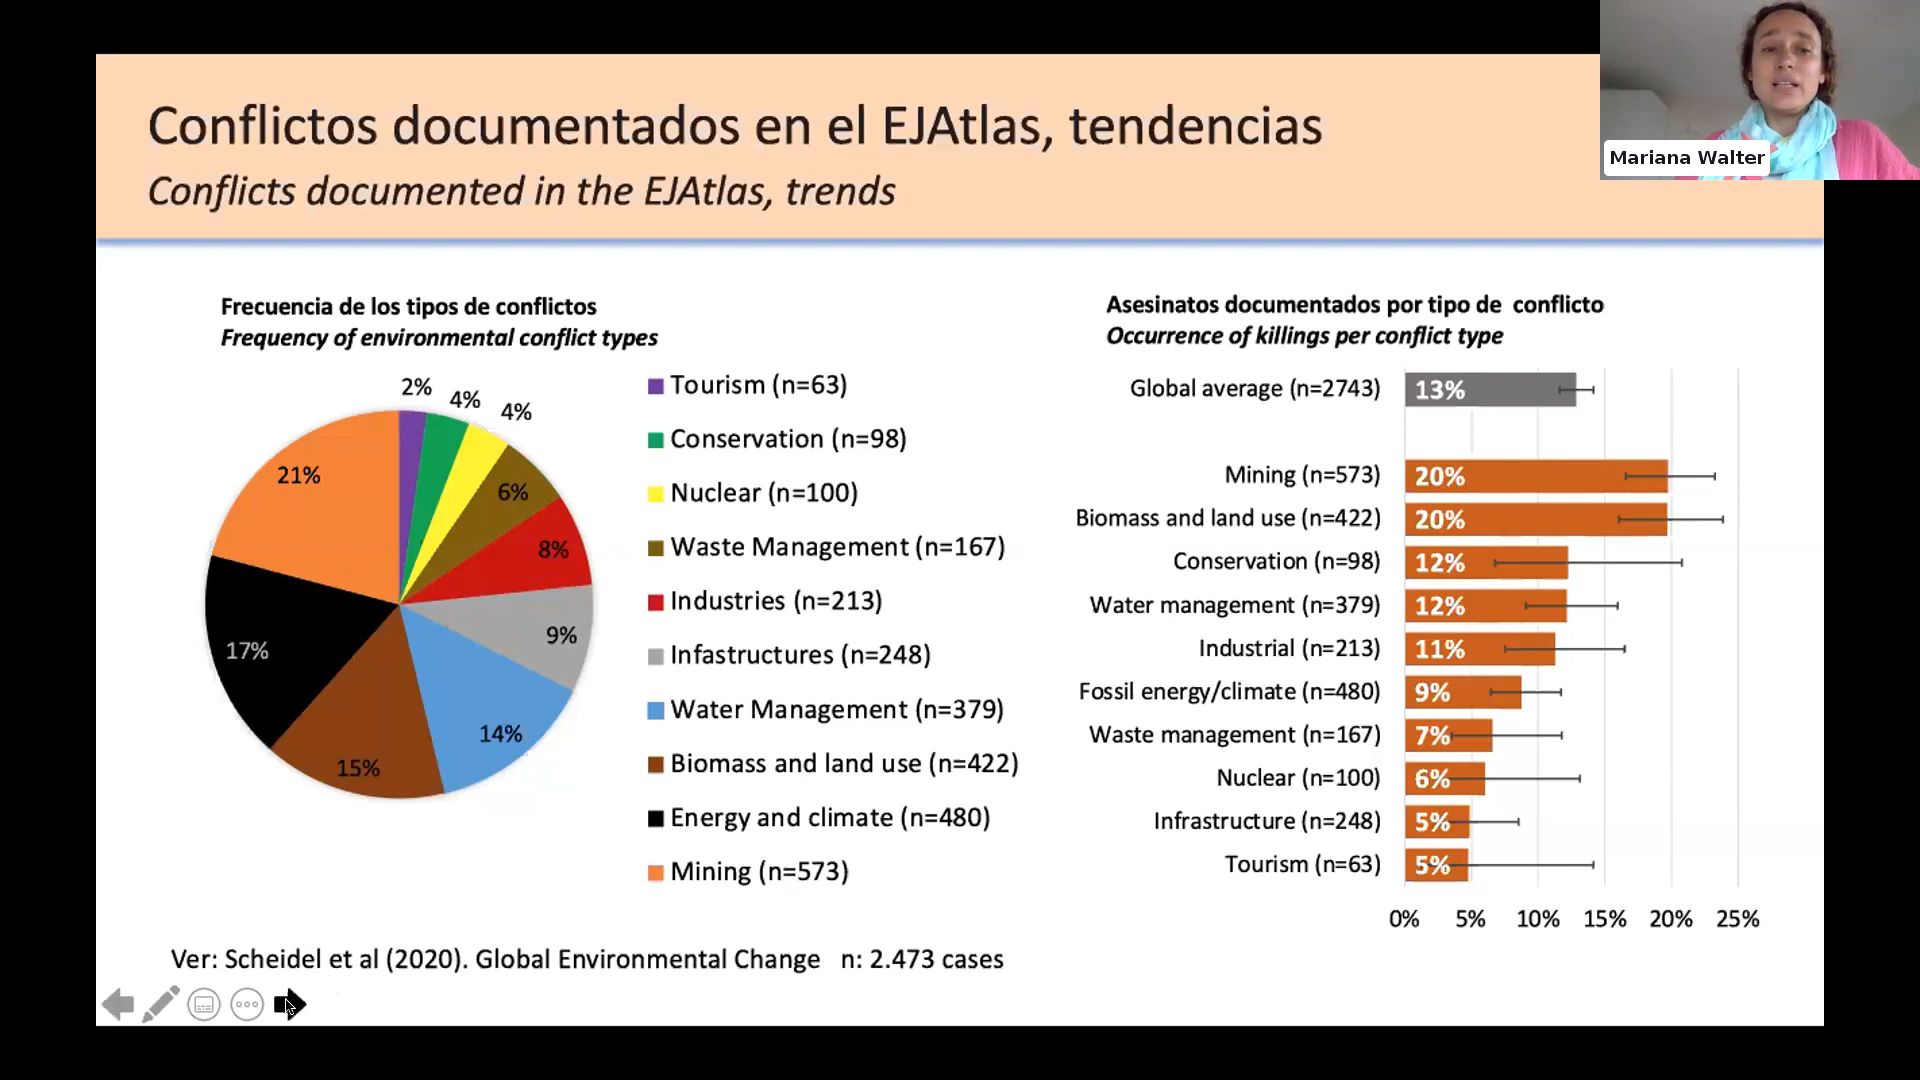 Conflictos documentados en el EJAtlas, tendencias
Conflicts documented in the EJAtlas, trends
Mariana Walter
Frecuencia de los tipos de conflictos
Frequency of environmental conflict types
2%
4%
4%
6%
8%
9%
14%
15%
17%
21%
Tourism (n=63)
Conservation (n=98)
Nuclear (n=100)
Waste Management (n=167)
Industries (n=213)
Infastructures (n=248)
Water Management (n=379)
Biomass and land use (n=422)
Energy and climate (n=480)
Mining (n=573)
Asesinatos documentados por tipo de conflicto
Occurrence of killings per conflict type
Global average (n=2743) 13%
Mining (n=573) 20%
Biomass and land use (n=422) 20%
Conservation (n=98) 12%
Water management (n=379) 12%
Industrial (n=213) 11%
Fossil energy/climate (n=480) 9%
Waste management (n=167) 7%
Nuclear (n=100) 6%
Infrastructure (n=248) 5%
Tourism (n=63) 5%
0% 5% 10% 15% 20% 25%
Ver: Scheidel et al (2020). Global Environmental Change n: 2.473 cases